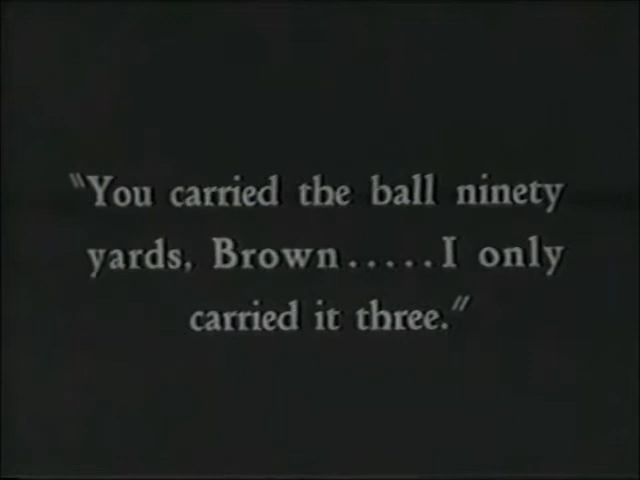 "You carried the ball ninety
yards, Brown.....I only
carried it three."